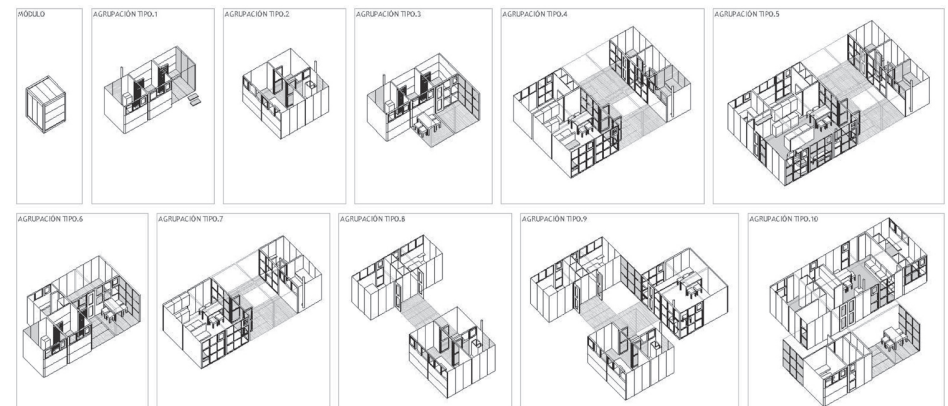 MÓDULO
AGRUPACIÓN TIPO.1
AGRUPACIÓN TIPO.2
AGRUPACIÓN TIPO.3
AGRUPACIÓN TIPO.4
AGRUPACIÓN TIPO.5
AGRUPACIÓN TIPO.6
AGRUPACIÓN TIPO.7
AGRUPACIÓN TIPO.8
AGRUPACIÓN TIPO.9
AGRUPACIÓN TIPO.10